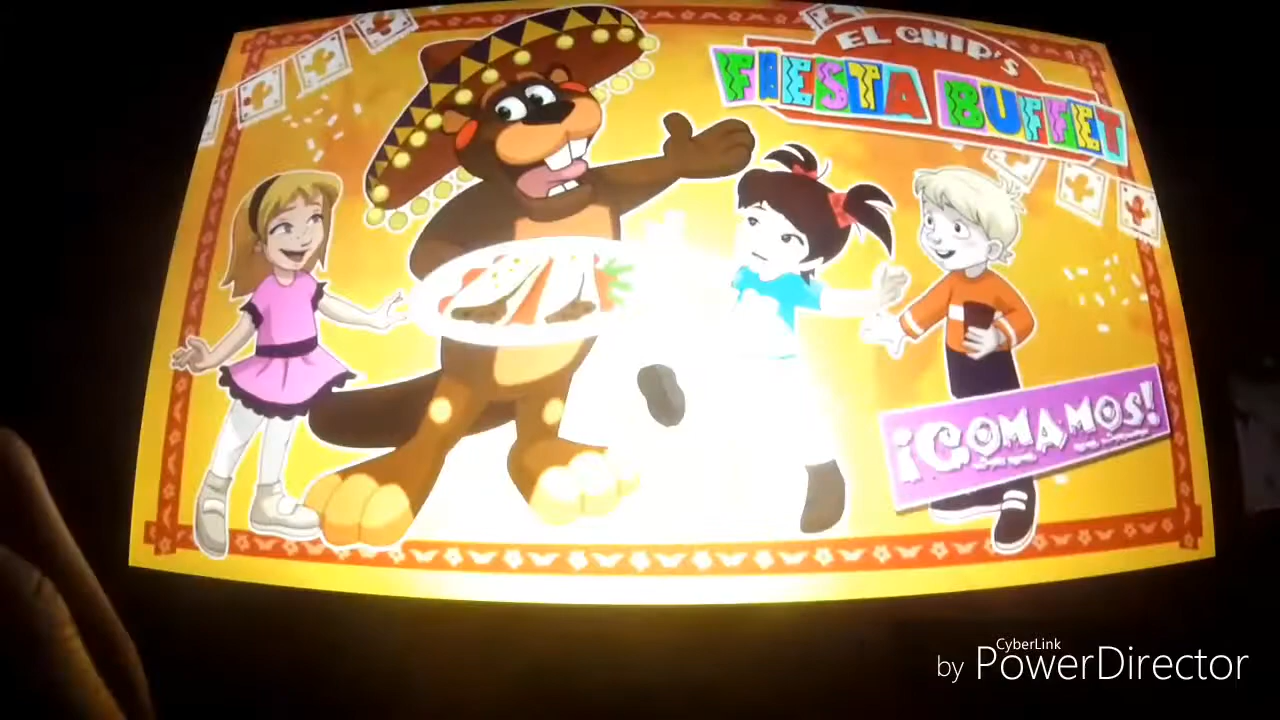 EL CHIP'S
FIESTA BUFFET
¡COMAMOS!
CyberLink
by PowerDirector